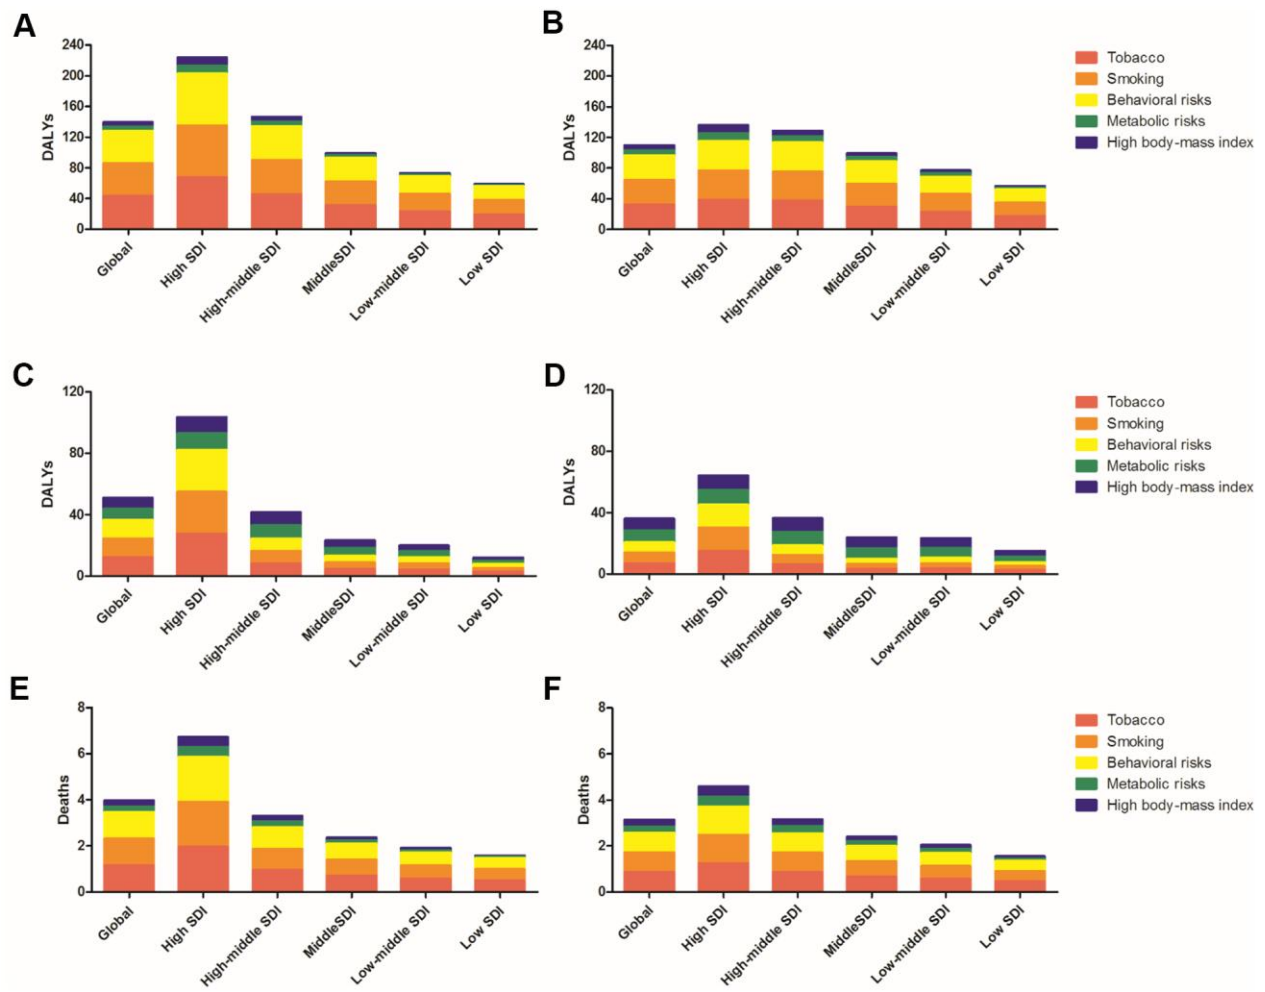 A
240
200
160
120
80
40
0
DALYs
Global
High SDI
High-middle SDI
MiddleSDI
Low-middle SDI
Low SDI
B
240
200
160
120
80
40
0
DALYs
Global
High SDI
High-middle SDI
MiddleSDI
Low-middle SDI
Low SDI
Tobacco
Smoking
Behavioral risks
Metabolic risks
High body-mass index
C
120
80
40
0
DALYs
Global
High SDI
High-middle SDI
MiddleSDI
Low-middle SDI
Low SDI
D
120
80
40
0
DALYs
Global
High SDI
High-middle SDI
MiddleSDI
Low-middle SDI
Low SDI
Tobacco
Smoking
Behavioral risks
Metabolic risks
High body-mass index
E
8
6
4
2
0
Deaths
Global
High SDI
High-middle SDI
MiddleSDI
Low-middle SDI
Low SDI
F
8
6
4
2
0
Deaths
Global
High SDI
High-middle SDI
MiddleSDI
Low-middle SDI
Low SDI
Tobacco
Smoking
Behavioral risks
Metabolic risks
High body-mass index